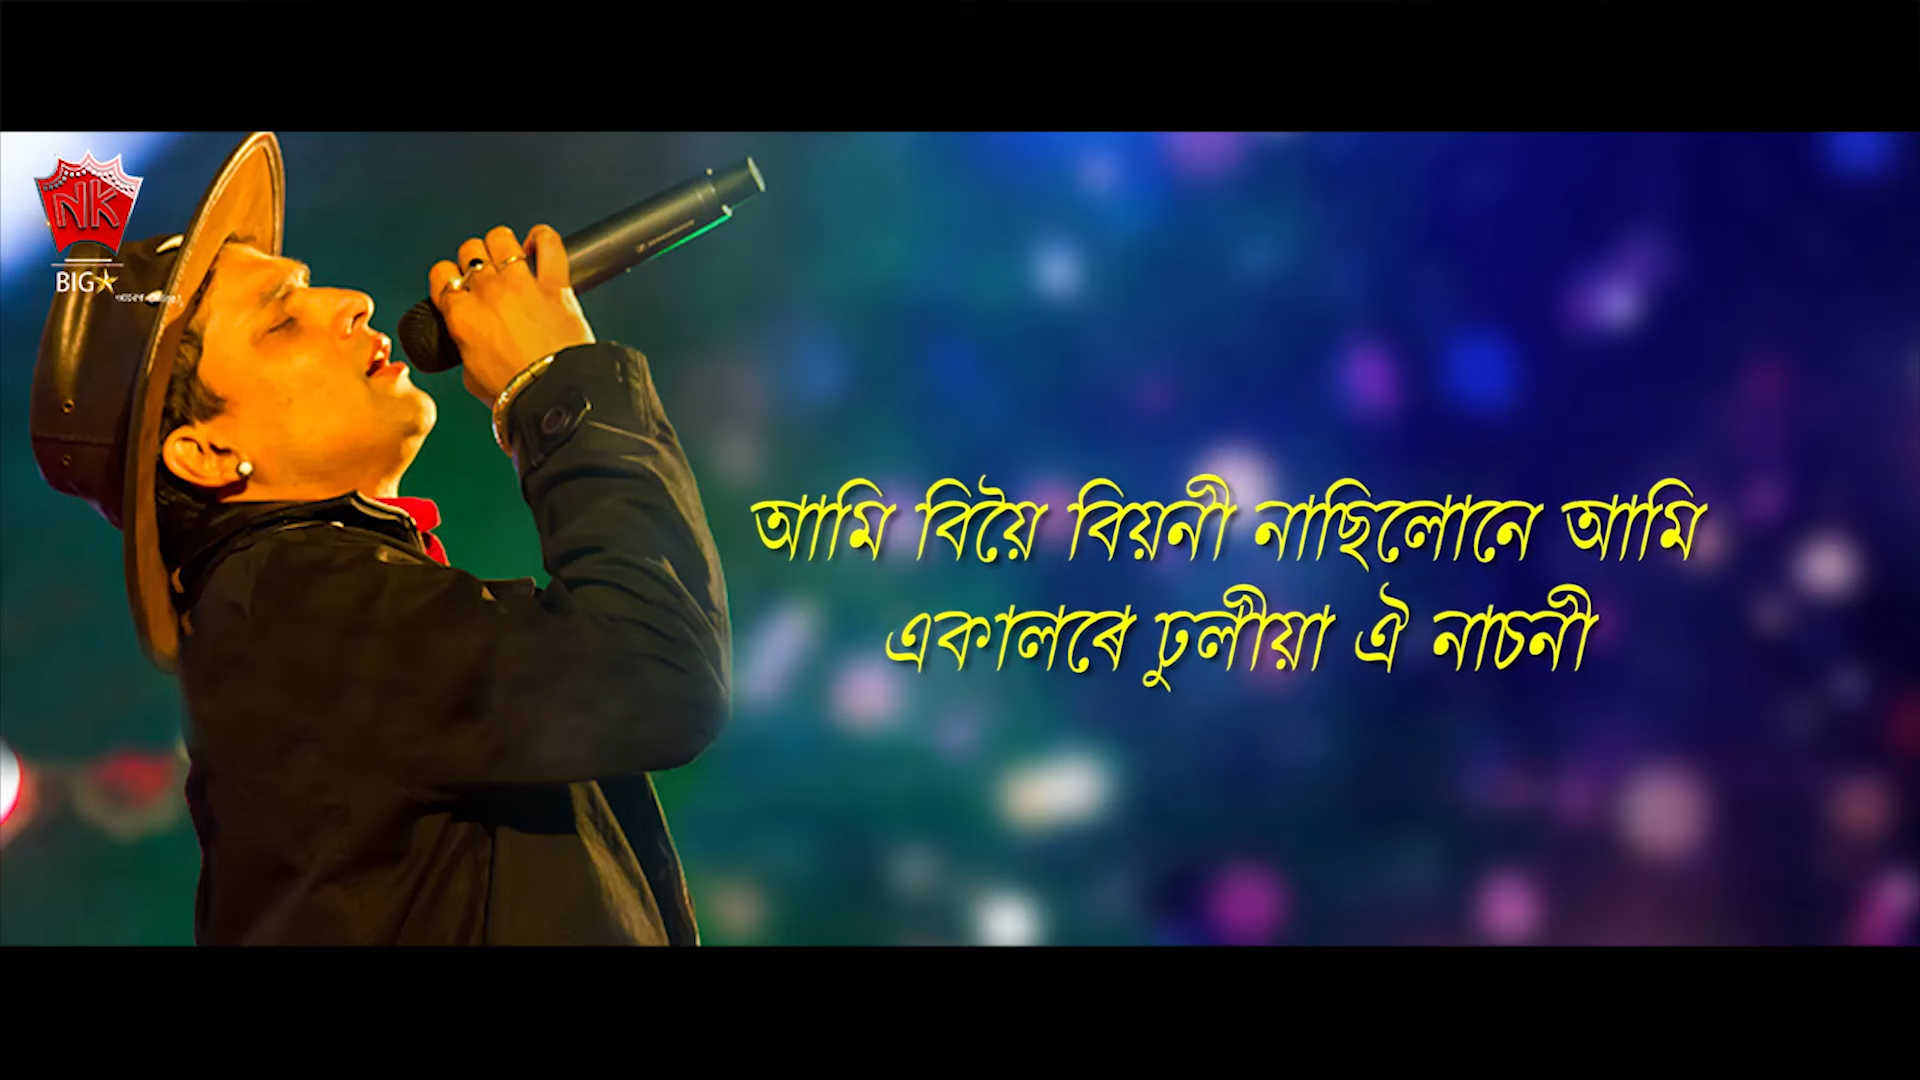 NK
BIG
আমি বিয়ৈ বিয়নী নাছিলোনে আমি
একালৰে ঢুলীয়া ঐ নাচনী